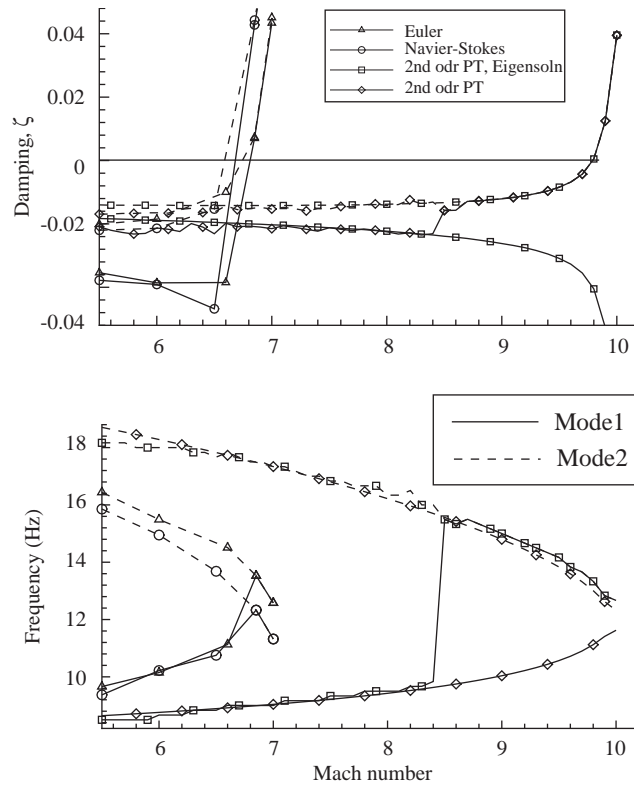 0.04
0.02
0
-0.02
-0.04
Damping, ζ
Euler
Navier-Stokes
2nd odr PT, Eigensoln
2nd odr PT
6 7 8 9 10
18
16
14
12
10
Frequency (Hz)
Mode1
Mode2
6 7 8 9 10
Mach number